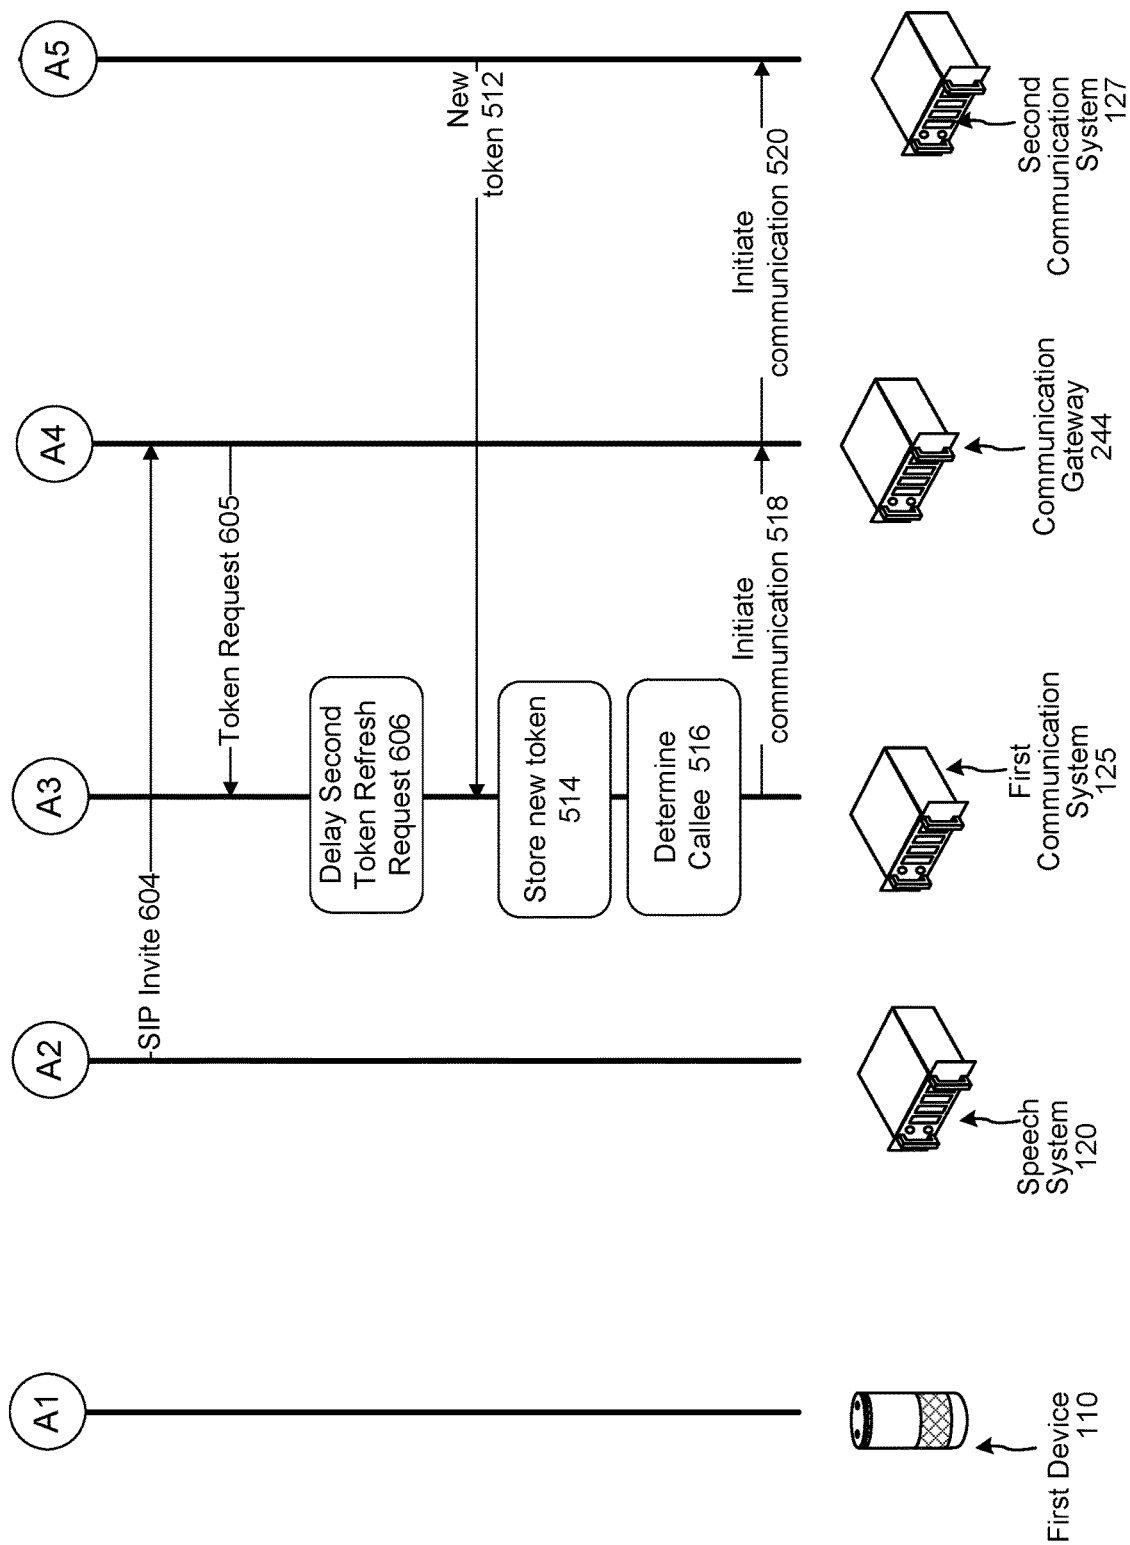 A1
A2
A3
A4
A5
SIP Invite 604
Token Request 605
Delay Second
Token Refresh
Request 606
New
token 512
Store new token
514
Determine
Callee 516
Initiate
communication 518
Initiate
communication 520
First Device
110
Speech
System
120
First
Communication
System
125
Communication
Gateway
244
Second
Communication
System
127